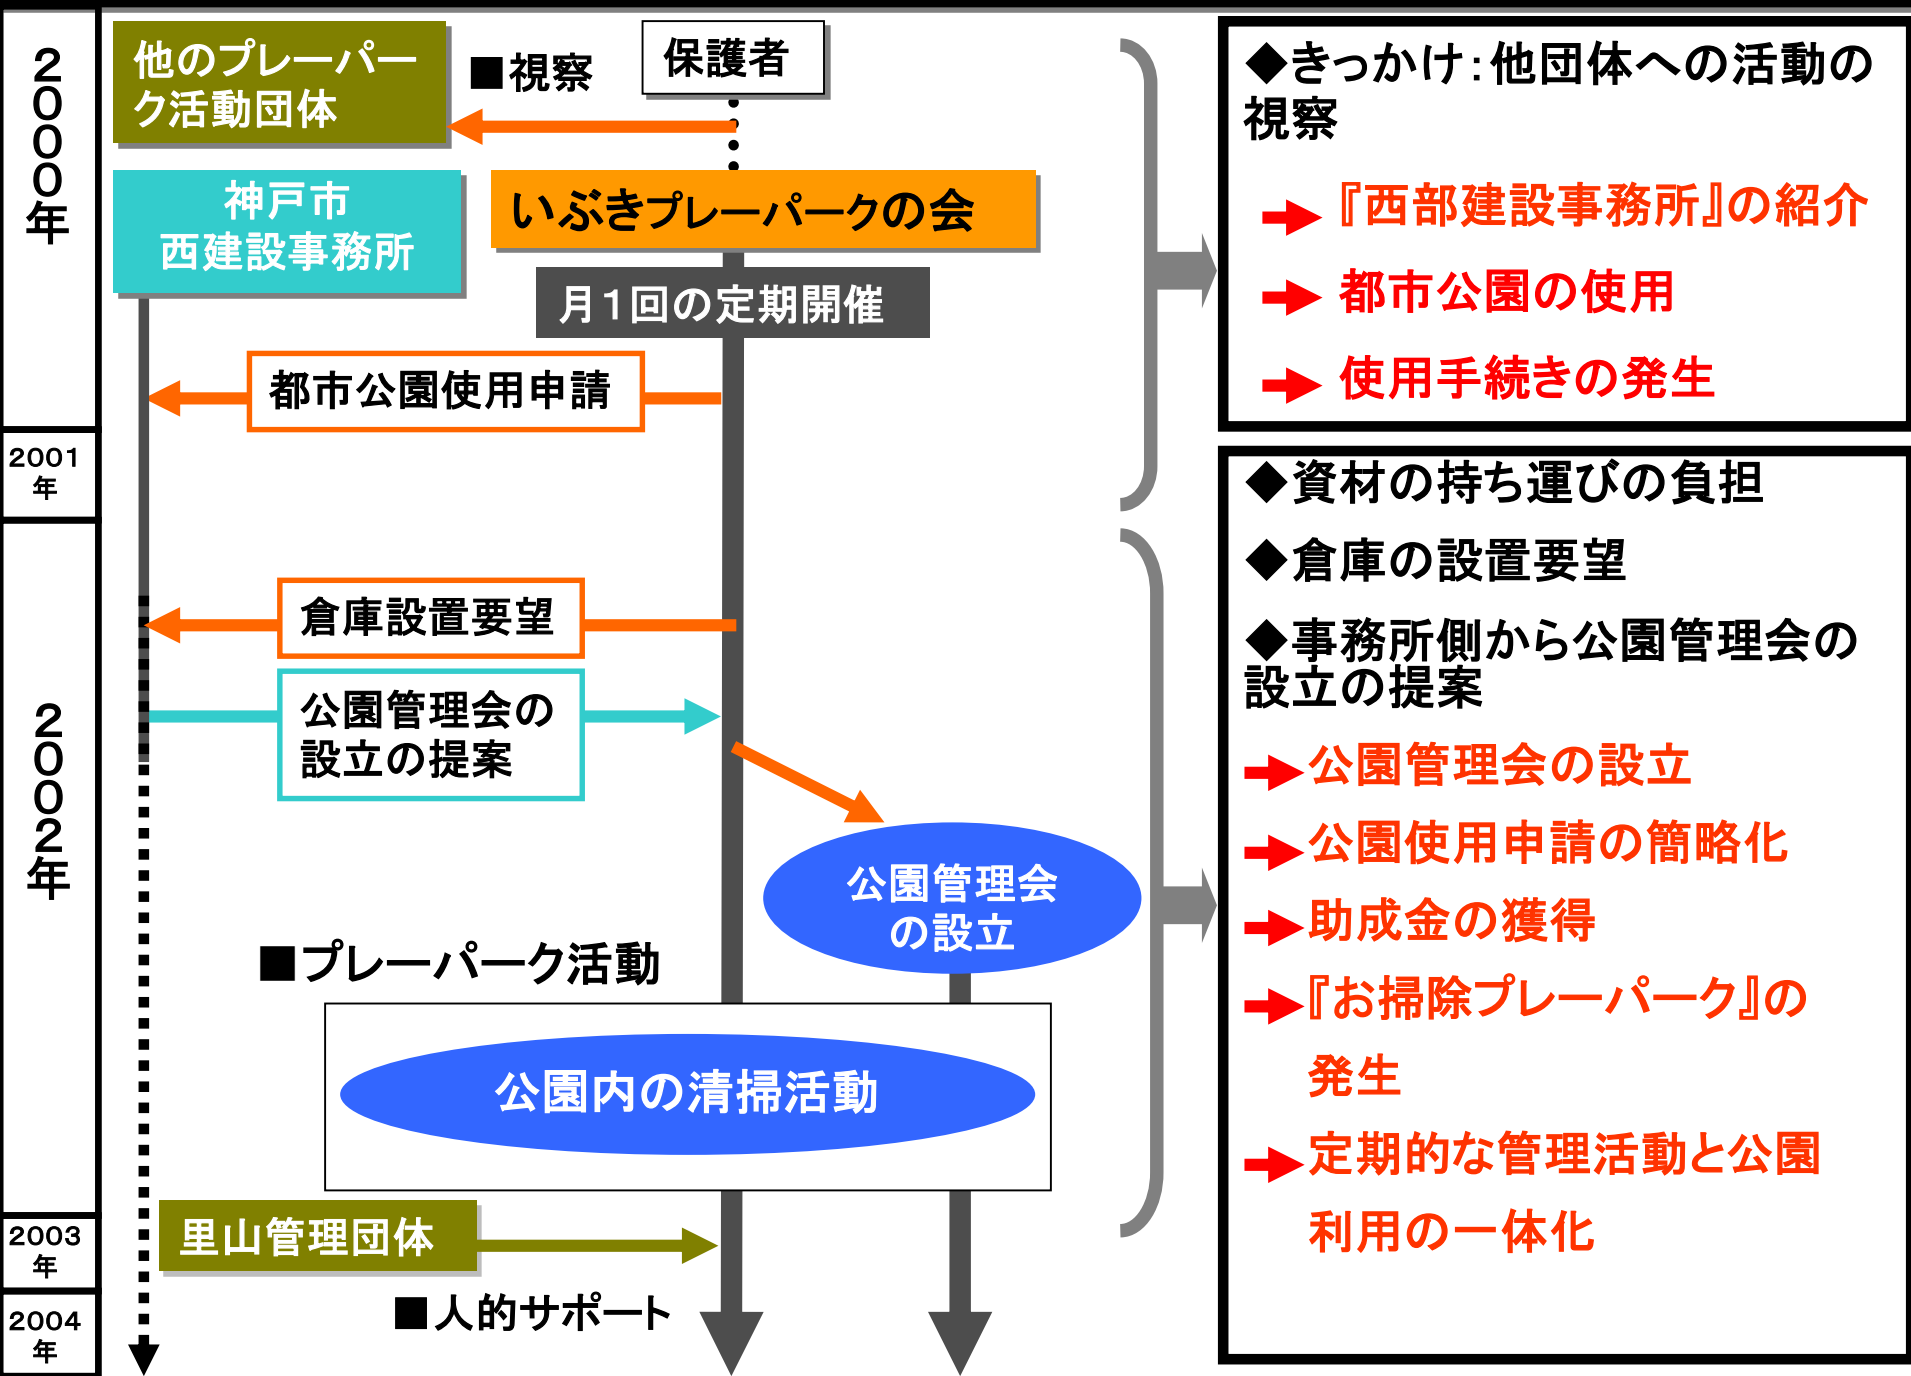 2000年
他のプレーパー
ク活動団体
■視察
保護者
神戸市
西建設事務所
いぶきプレーパークの会
月1回の定期開催
都市公園使用申請
2001
年
2002年
倉庫設置要望
公園管理会の
設立の提案
公園管理会
の設立
■プレーパーク活動
公園内の清掃活動
2003
年
里山管理団体
■人的サポート
2004
年
◆きっかけ：他団体への活動の
視察
『西部建設事務所』の紹介
都市公園の使用
使用手続きの発生
◆資材の持ち運びの負担
◆倉庫の設置要望
◆事務所側から公園管理会の
設立の提案
公園管理会の設立
公園使用申請の簡略化
助成金の獲得
『お掃除プレーパーク』の
発生
定期的な管理活動と公園
利用の一体化